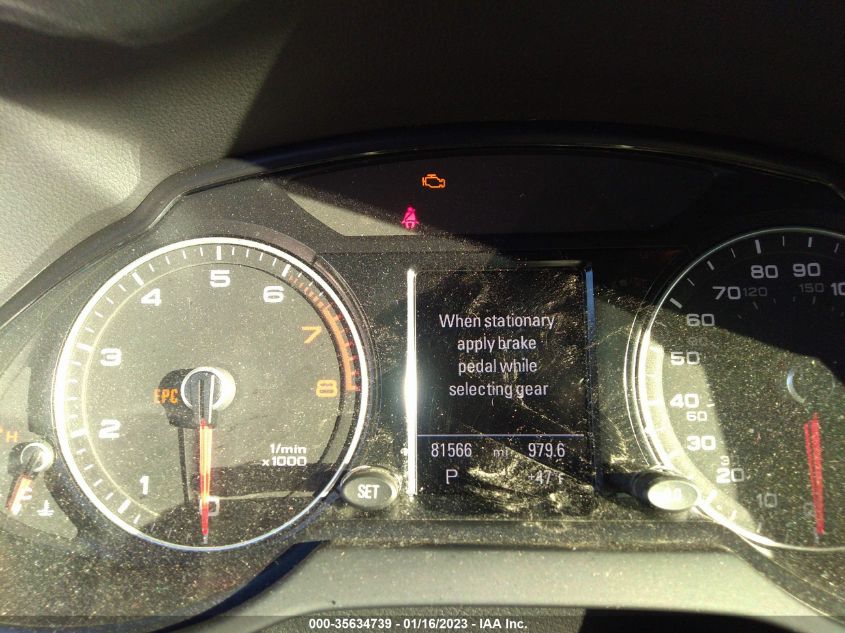 When stationary
apply brake
pedal while
selecting gear
81566 mi 979.6
P +47°F
1 2 3 4 5 6 7 8
0
EPC
1/min
x1000
SET
H
10 20 30 40 50 60 70 80 90
60 120 150
0
000-35634739 / 01/16/2023 - IAA Inc.